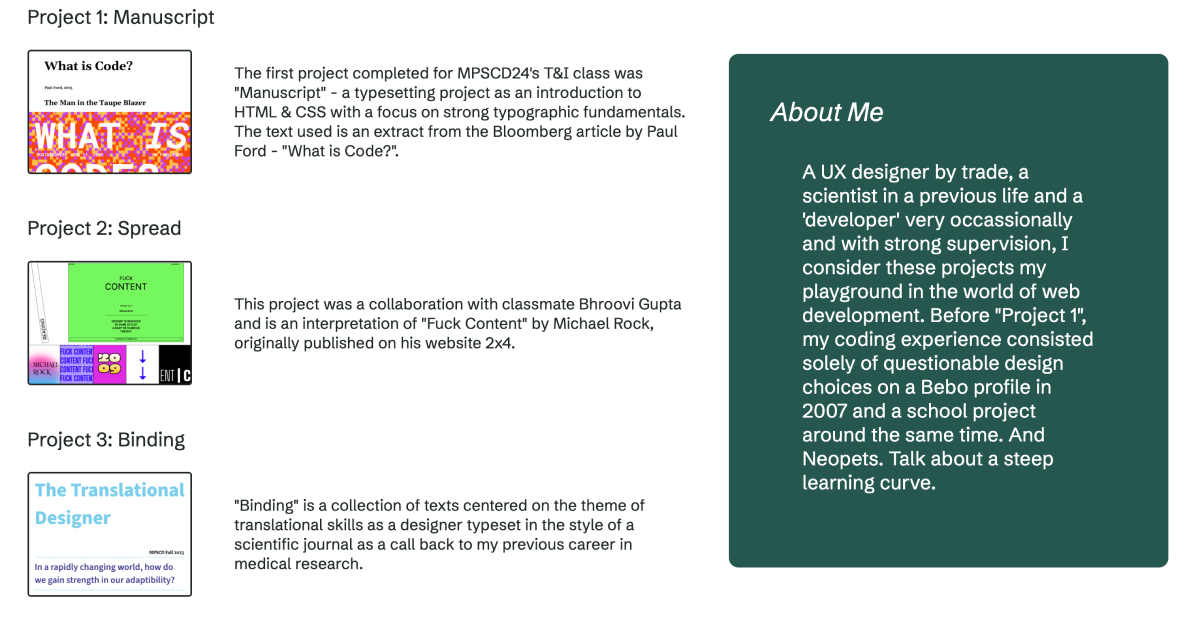 Project 1: Manuscript
What is Code?
Paul Ford, 2015
The Man in the Taupe Blazer
WHAT IS
CODE?
The first project completed for MPSCD24's T&I class was
"Manuscript" - a typesetting project as an introduction to
HTML & CSS with a focus on strong typographic fundamentals.
The text used is an extract from the Bloomberg article by Paul
Ford - "What is Code?".
Project 2: Spread
READING
FUCK
CONTENT
Michael Rock
MICHAEL
ROCK
FUCK CONTEN
CONTENT FUC
FUCK CONTEN
CONTENT FUC
FUCK CONTEN
20
09
ENT | C
This project was a collaboration with classmate Bhroovi Gupta
and is an interpretation of "Fuck Content" by Michael Rock,
originally published on his website 2x4.
Project 3: Binding
The Translational
Designer
MPSCD Fall 2023
In a rapidly changing world, how do
we gain strength in our adaptibility?
"Binding" is a collection of texts centered on the theme of
translational skills as a designer typeset in the style of a
scientific journal as a call back to my previous career in
medical research.
About Me
A UX designer by trade, a
scientist in a previous life and a
'developer' very occassionally
and with strong supervision, I
consider these projects my
playground in the world of web
development. Before "Project 1",
my coding experience consisted
solely of questionable design
choices on a Bebo profile in
2007 and a school project
around the same time. And
Neopets. Talk about a steep
learning curve.